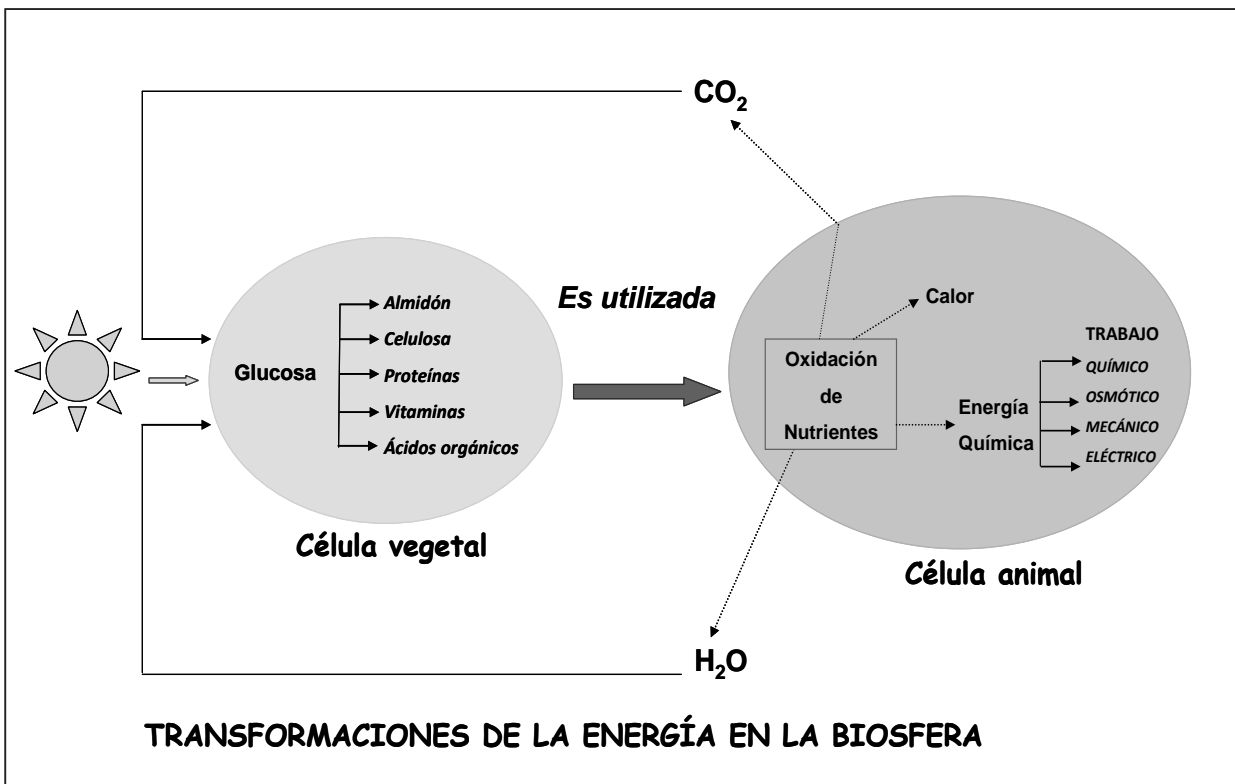 CO₂
Es utilizada
Glucosa
Almidón
Celulosa
Proteínas
Vitaminas
Ácidos orgánicos
Célula vegetal
Calor
Oxidación
de
Nutrientes
Energía
Química
TRABAJO
QUÍMICO
OSMÓTICO
MECÁNICO
ELÉCTRICO
Célula animal
H₂O
TRANSFORMACIONES DE LA ENERGÍA EN LA BIOSFERA